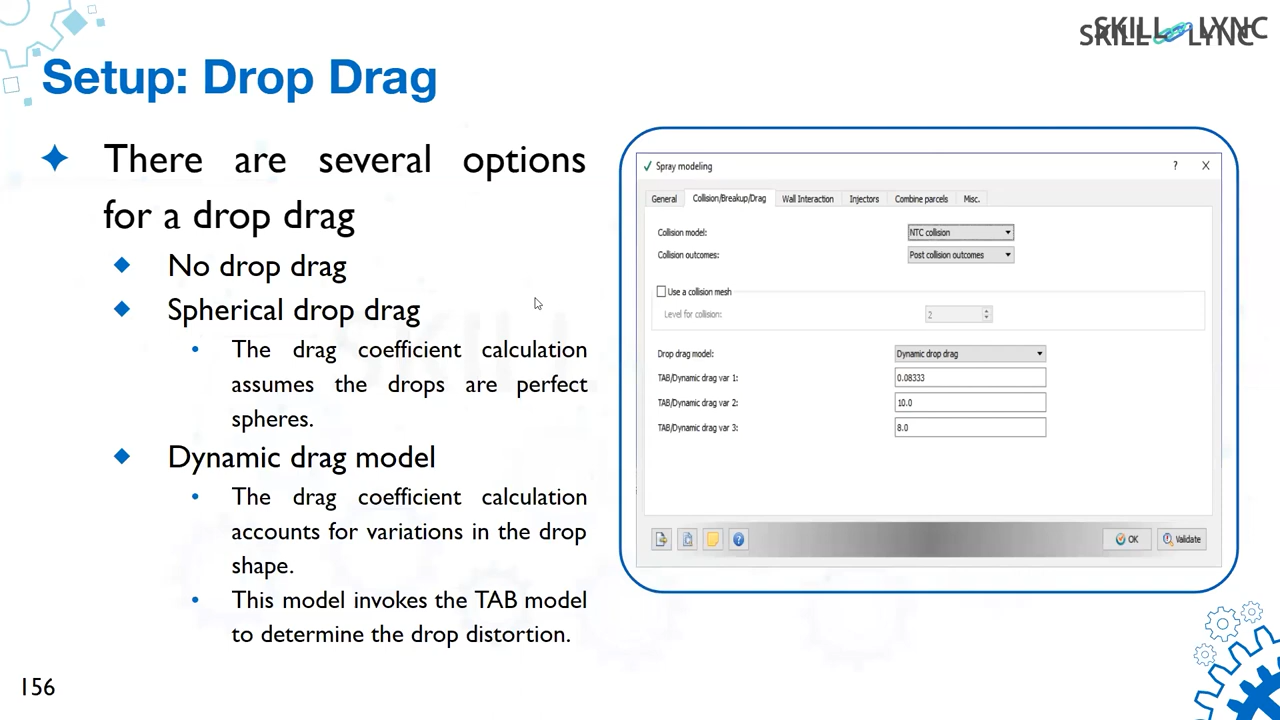 SKILL LYNC
SKILL LYNC
Setup: Drop Drag
There are several options
for a drop drag
No drop drag
Spherical drop drag
The drag coefficient calculation
assumes the drops are perfect
spheres.
Dynamic drag model
The drag coefficient calculation
accounts for variations in the drop
shape.
This model invokes the TAB model
to determine the drop distortion.
Spray modeling
?
X
General
Collision/Breakup/Drag
Wall Interaction
Injectors
Combine parcels
Misc.
Collision model:
NTC collision
Collision outcomes:
Post collision outcomes
Use a collision mesh
Level for collision:
2
Drop drag model:
Dynamic drop drag
TAB/Dynamic drag var 1:
0.08333
TAB/Dynamic drag var 2:
10.0
TAB/Dynamic drag var 3:
8.0
OK
Validate
156
SKILL